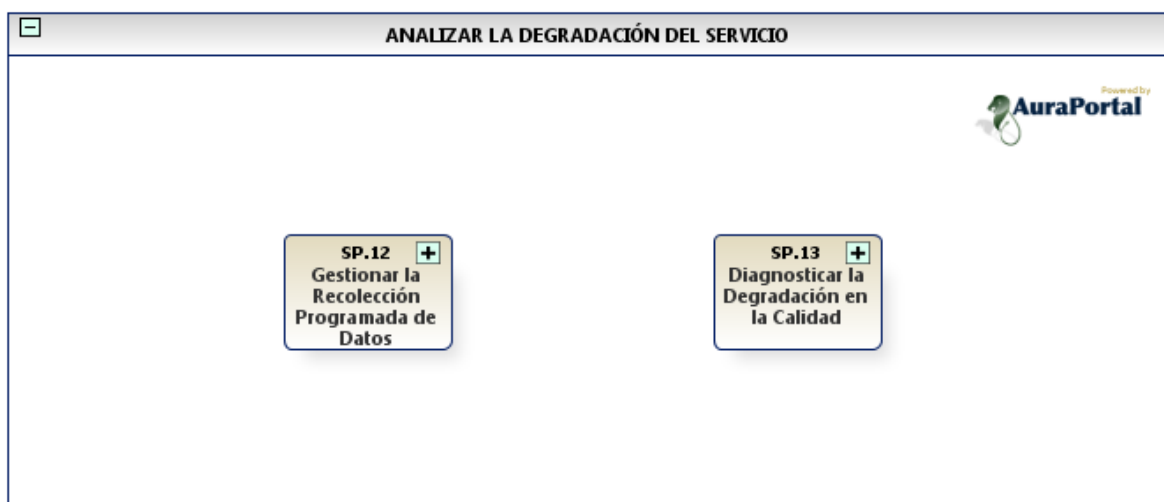 ANALIZAR LA DEGRADACIÓN DEL SERVICIO
Powered by
AuraPortal
SP.12
Gestionar la
Recolección
Programada de
Datos
SP.13
Diagnosticar la
Degradación en
la Calidad